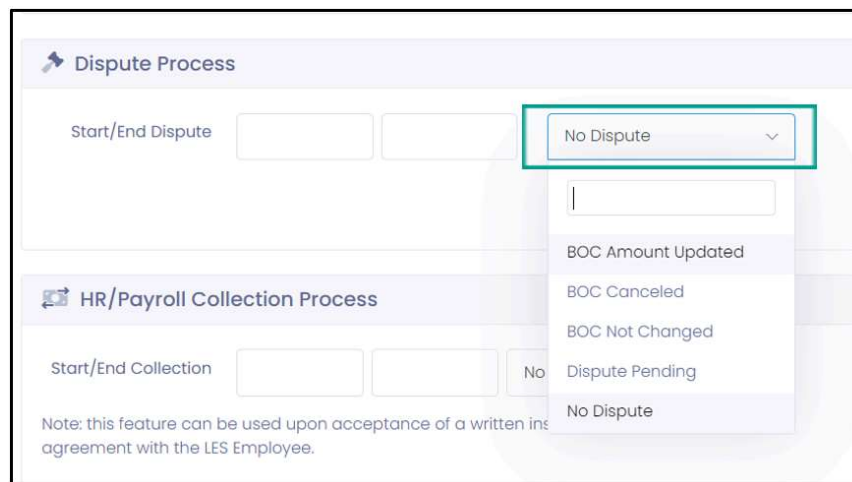 Dispute Process
Start/End Dispute
No Dispute
BOC Amount Updated
BOC Canceled
BOC Not Changed
Dispute Pending
No Dispute
HR/Payroll Collection Process
Start/End Collection
No
Note: this feature can be used upon acceptance of a written ins
agreement with the LES Employee.